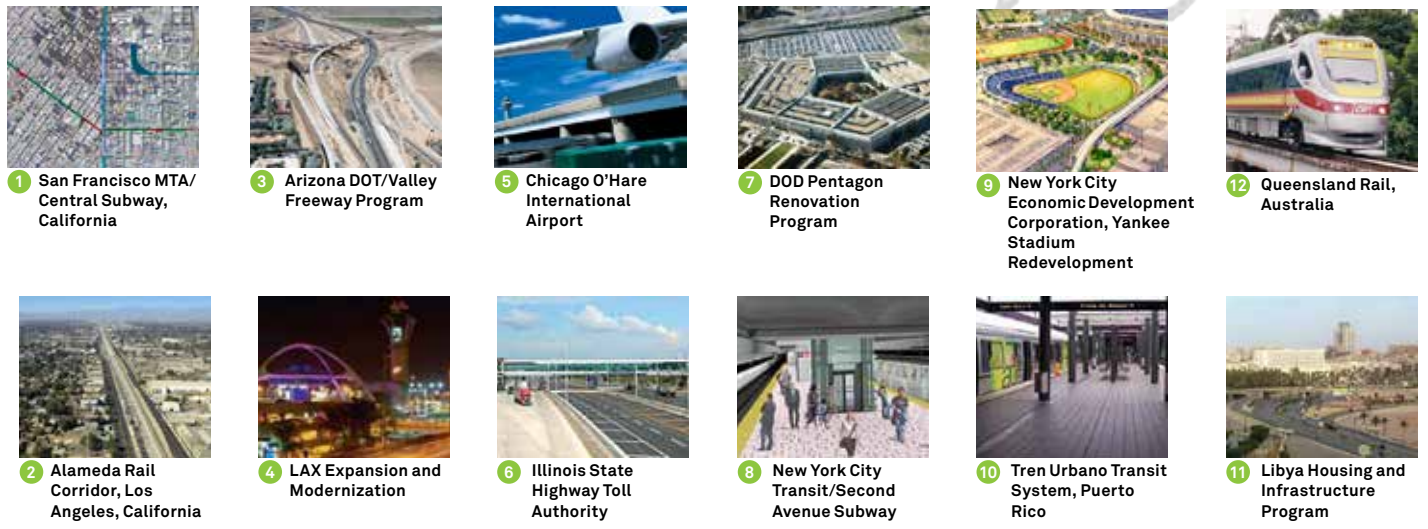 1 San Francisco MTA/
Central Subway,
California
3 Arizona DOT/Valley
Freeway Program
5 Chicago O’Hare
International
Airport
7 DOD Pentagon
Renovation
Program
9 New York City
Economic Development
Corporation, Yankee
Stadium
Redevelopment
12 Queensland Rail,
Australia
2 Alameda Rail
Corridor, Los
Angeles, California
4 LAX Expansion and
Modernization
6 Illinois State
Highway Toll
Authority
8 New York City
Transit/Second
Avenue Subway
10 Tren Urbano Transit
System, Puerto
Rico
11 Libya Housing and
Infrastructure
Program